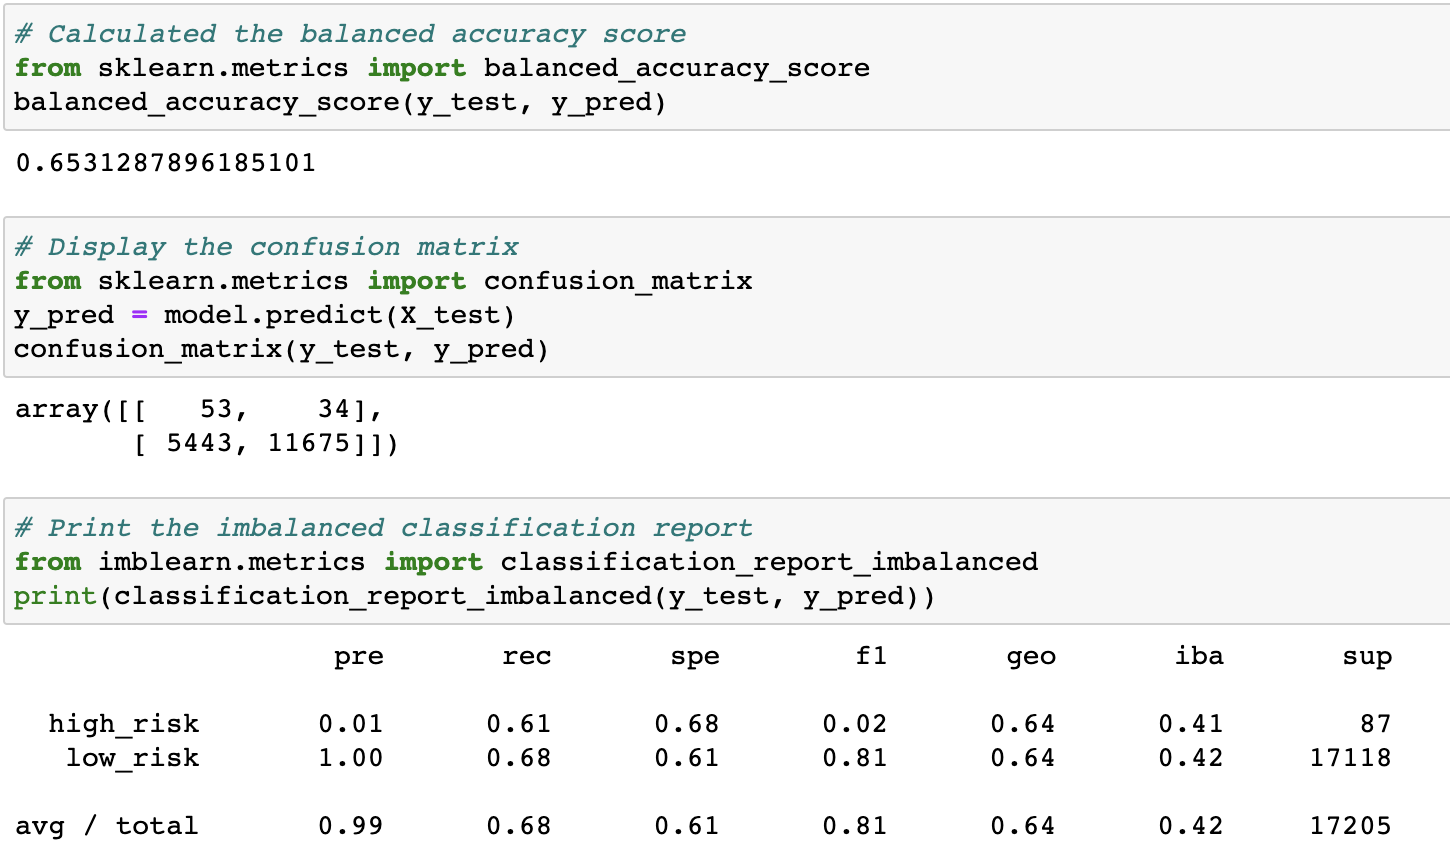 # Calculated the balanced accuracy score
from sklearn.metrics import balanced_accuracy_score
balanced_accuracy_score(y_test, y_pred)
0.6531287896185101
# Display the confusion matrix
from sklearn.metrics import confusion_matrix
y_pred = model.predict(X_test)
confusion_matrix(y_test, y_pred)
array([[   53,    34],
       [ 5443, 11675]])
# Print the imbalanced classification report
from imblearn.metrics import classification_report_imbalanced
print(classification_report_imbalanced(y_test, y_pred))
                   pre       rec       spe        f1       geo       iba       sup
  high_risk       0.01      0.61      0.68      0.02      0.64      0.41        87
   low_risk       1.00      0.68      0.61      0.81      0.64      0.42     17118
avg / total       0.99      0.68      0.61      0.81      0.64      0.42     17205